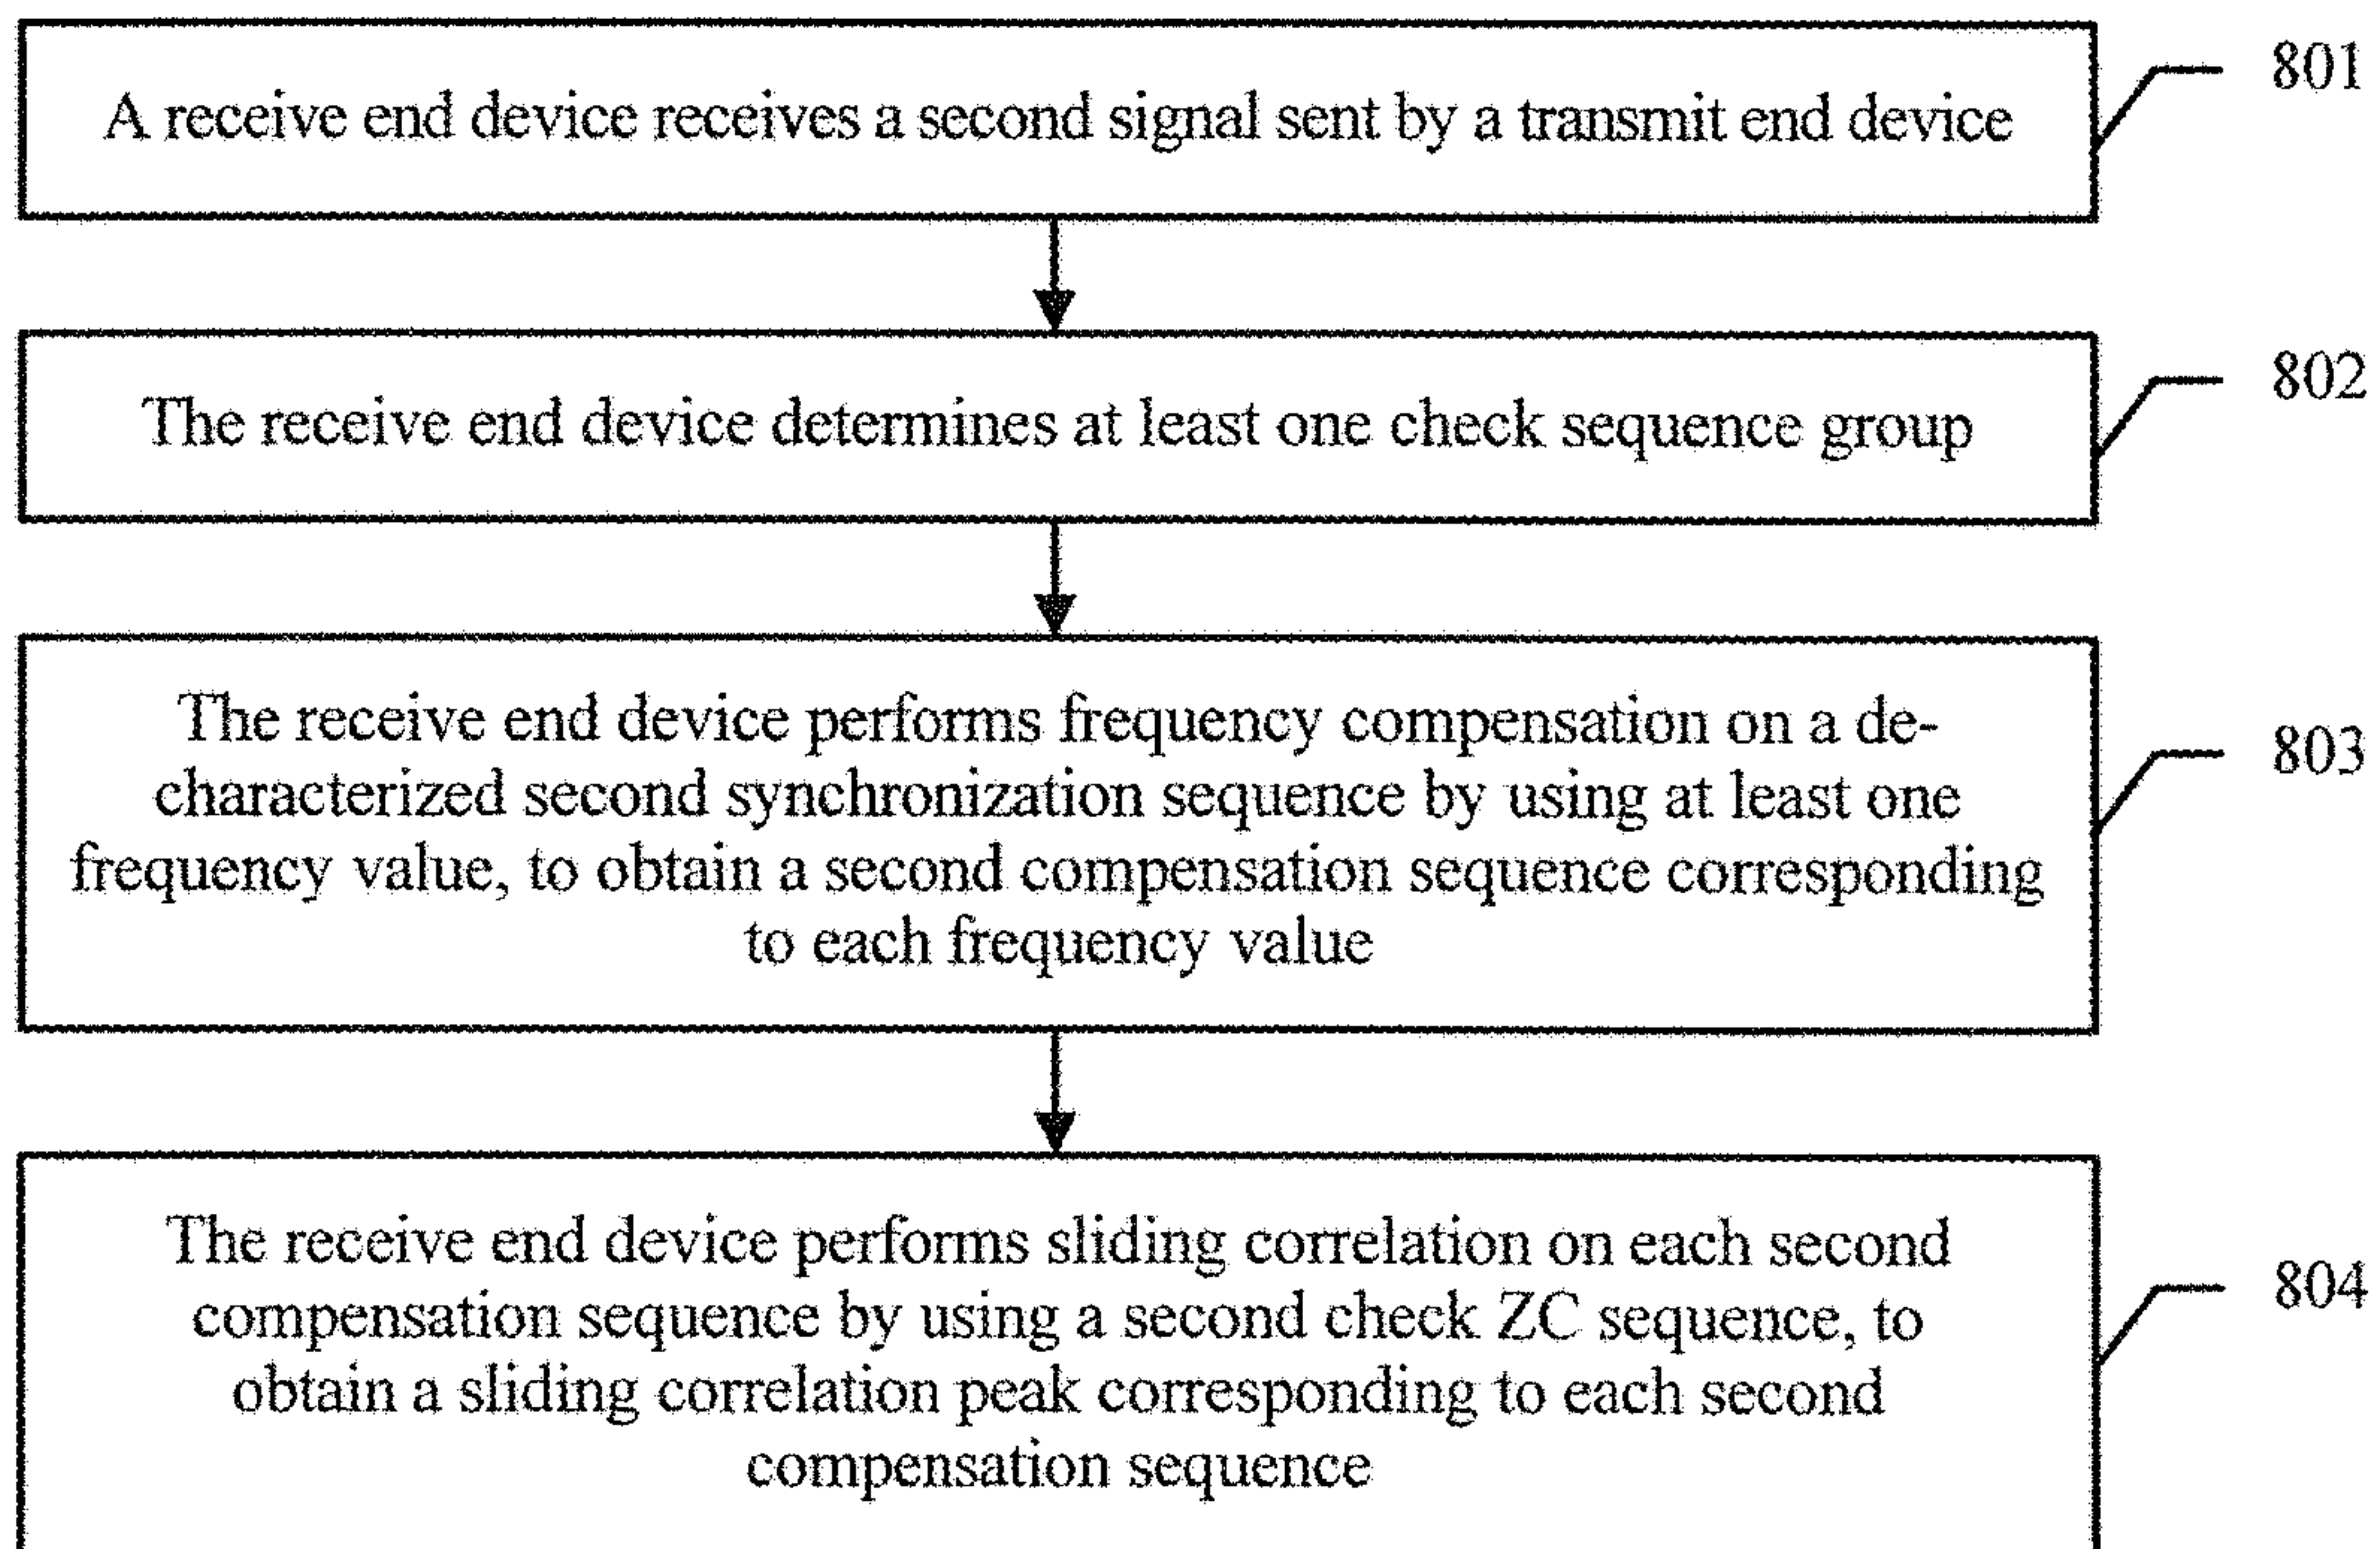 A receive end device receives a second signal sent by a transmit end device
801
The receive end device determines at least one check sequence group
802
The receive end device performs frequency compensation on a de-
characterized second synchronization sequence by using at least one
frequency value, to obtain a second compensation sequence corresponding
to each frequency value
803
The receive end device performs sliding correlation on each second
compensation sequence by using a second check ZC sequence, to
obtain a sliding correlation peak corresponding to each second
compensation sequence
804